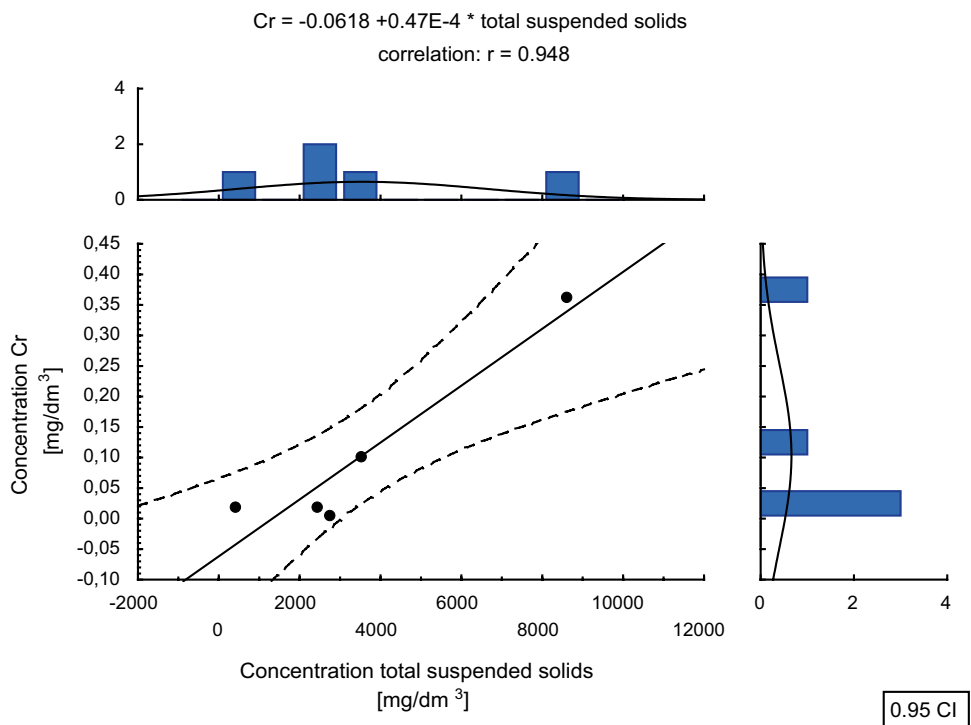 Cr = -0.0618 +0.47E-4 * total suspended solids
correlation: r = 0.948
4
2
0
0,45
0,40
0,35
0,30
0,25
0,20
0,15
0,10
0,05
0,00
-0,05
-0,10
Concentration Cr
[mg/dm³]
-2000 2000 6000 10000
0 4000 8000 12000
Concentration total suspended solids
[mg/dm ³]
0 2 4
0.95 CI